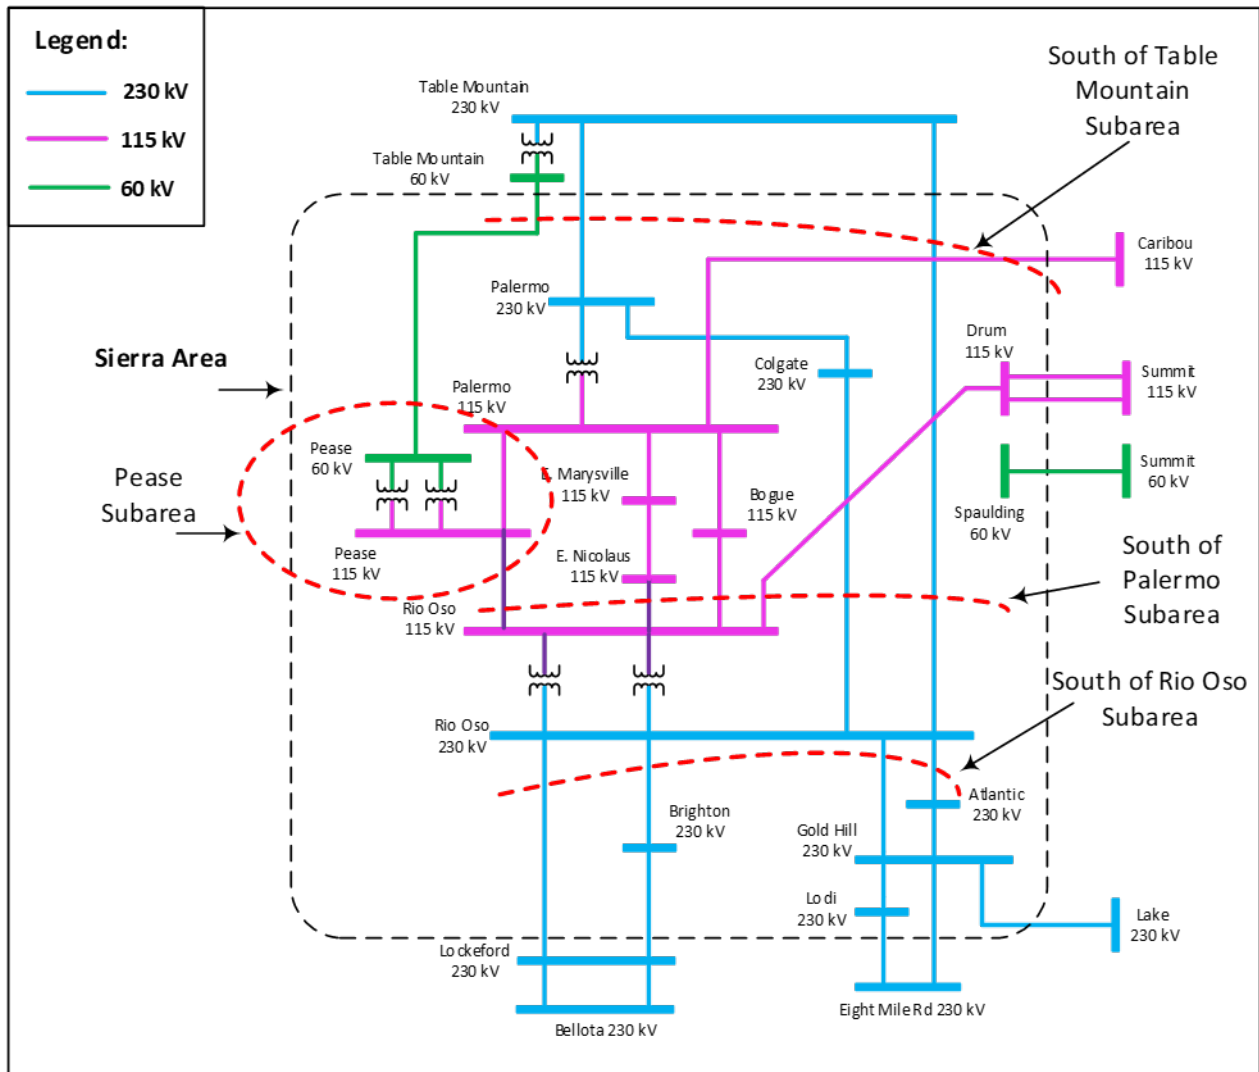 Legend:
230 kV
115 kV
60 kV
South of Table
Mountain
Subarea
Table Mountain
230 kV
Table Mountain
60 kV
Caribou
115 kV
Palermo
230 kV
Drum
115 kV
Sierra Area
Colgate
230 kV
Summit
115 kV
Palermo
115 kV
Pease
60 kV
Pease
Subarea
E. Marysville
115 kV
Bogue
115 kV
Summit
60 kV
Spaulding
60 kV
Pease
115 kV
E. Nicolaus
115 kV
South of
Palermo
Subarea
Rio Oso
115 kV
South of Rio Oso
Subarea
Rio Oso
230 kV
Atlantic
230 kV
Brighton
230 kV
Gold Hill
230 kV
Lodi
230 kV
Lake
230 kV
Lockeford
230 kV
Eight Mile Rd 230 kV
Bellota 230 kV